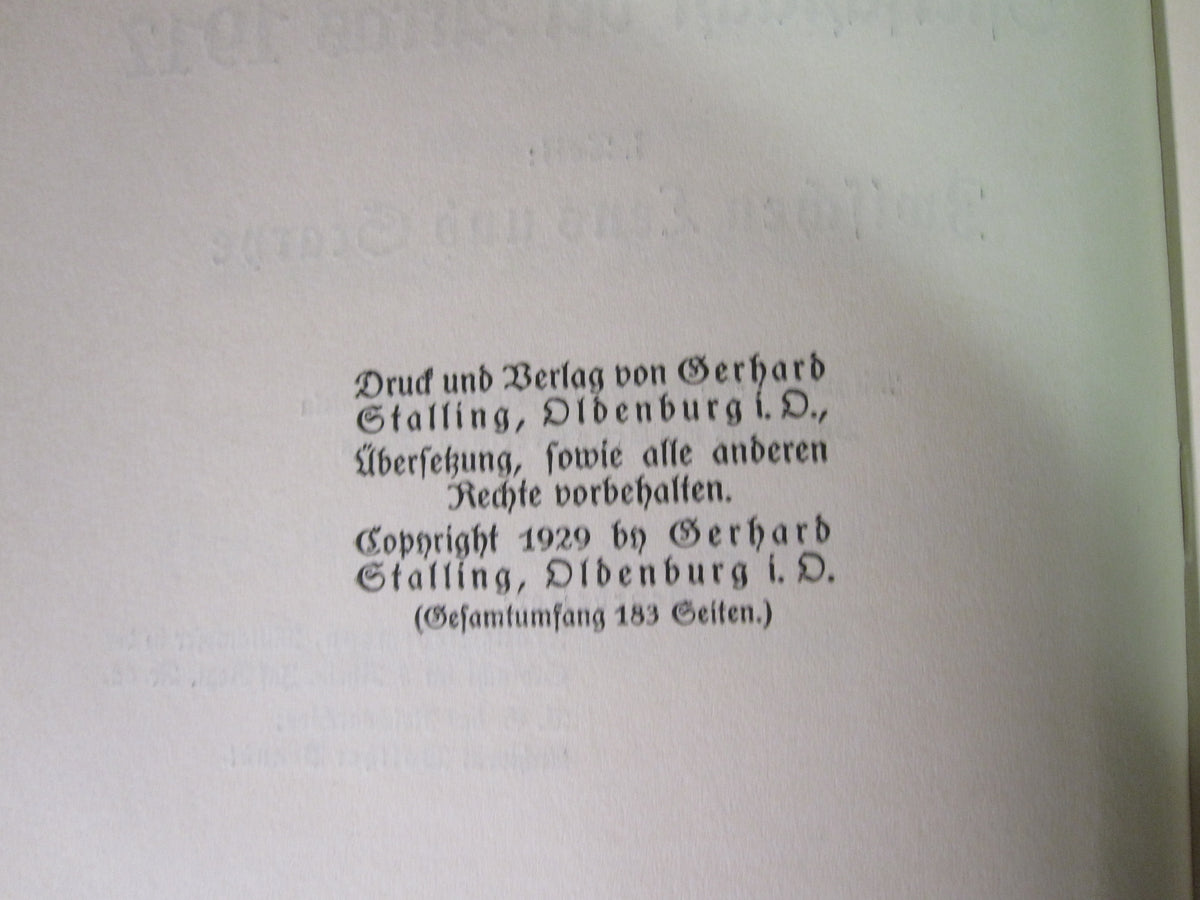 Druck und Verlag von Gerhard
Stalling, Oldenburg i. O.,
Übersetzung, sowie alle anderen
Rechte vorbehalten.
Copyright 1929 by Gerhard
Stalling, Oldenburg i. O.
(Gesamtumfang 183 Seiten.)